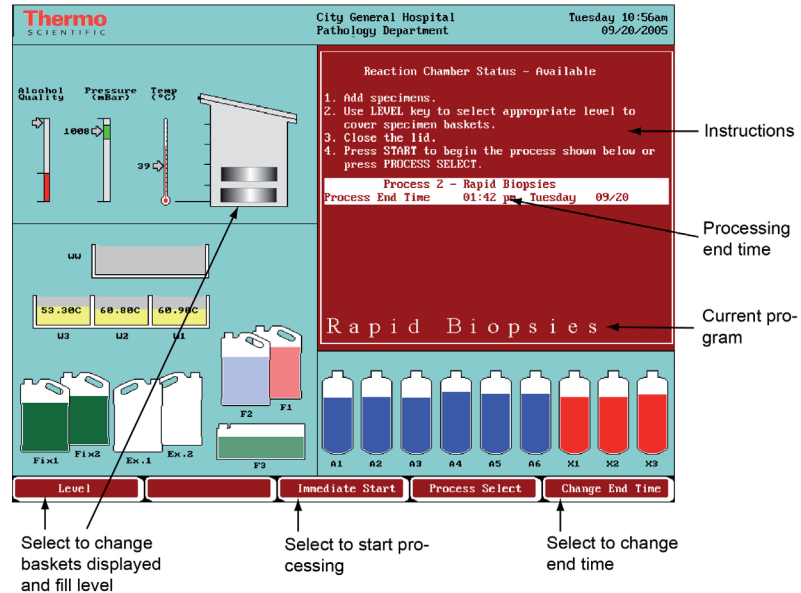 Thermo
SCIENTIFIC
City General Hospital
Pathology Department
Tuesday 10:56am
09/20/2005
Alcohol
Quality
Pressure
(mBar)
Temp
(°C)
1008
39
Reaction Chamber Status - Available
1. Add specimens.
2. Use LEVEL key to select appropriate level to
cover specimen baskets.
3. Close the lid.
4. Press START to begin the process shown below or
press PROCESS SELECT.
Process 2 - Rapid Biopsies
Process End Time 01:42 pm Tuesday 09/20
Rapid Biopsies
Instructions
Processing
end time
Current pro-
gram
WW
53.30C 60.80C 60.90C
W3 W2 W1
F2 F1
Fix1 Fix2 Ex.1 Ex.2
F3
A1 A2 A3 A4 A5 A6 X1 X2 X3
Level
Immediate Start
Process Select
Change End Time
Select to change
baskets displayed
and fill level
Select to start pro-
cessing
Select to change
end time